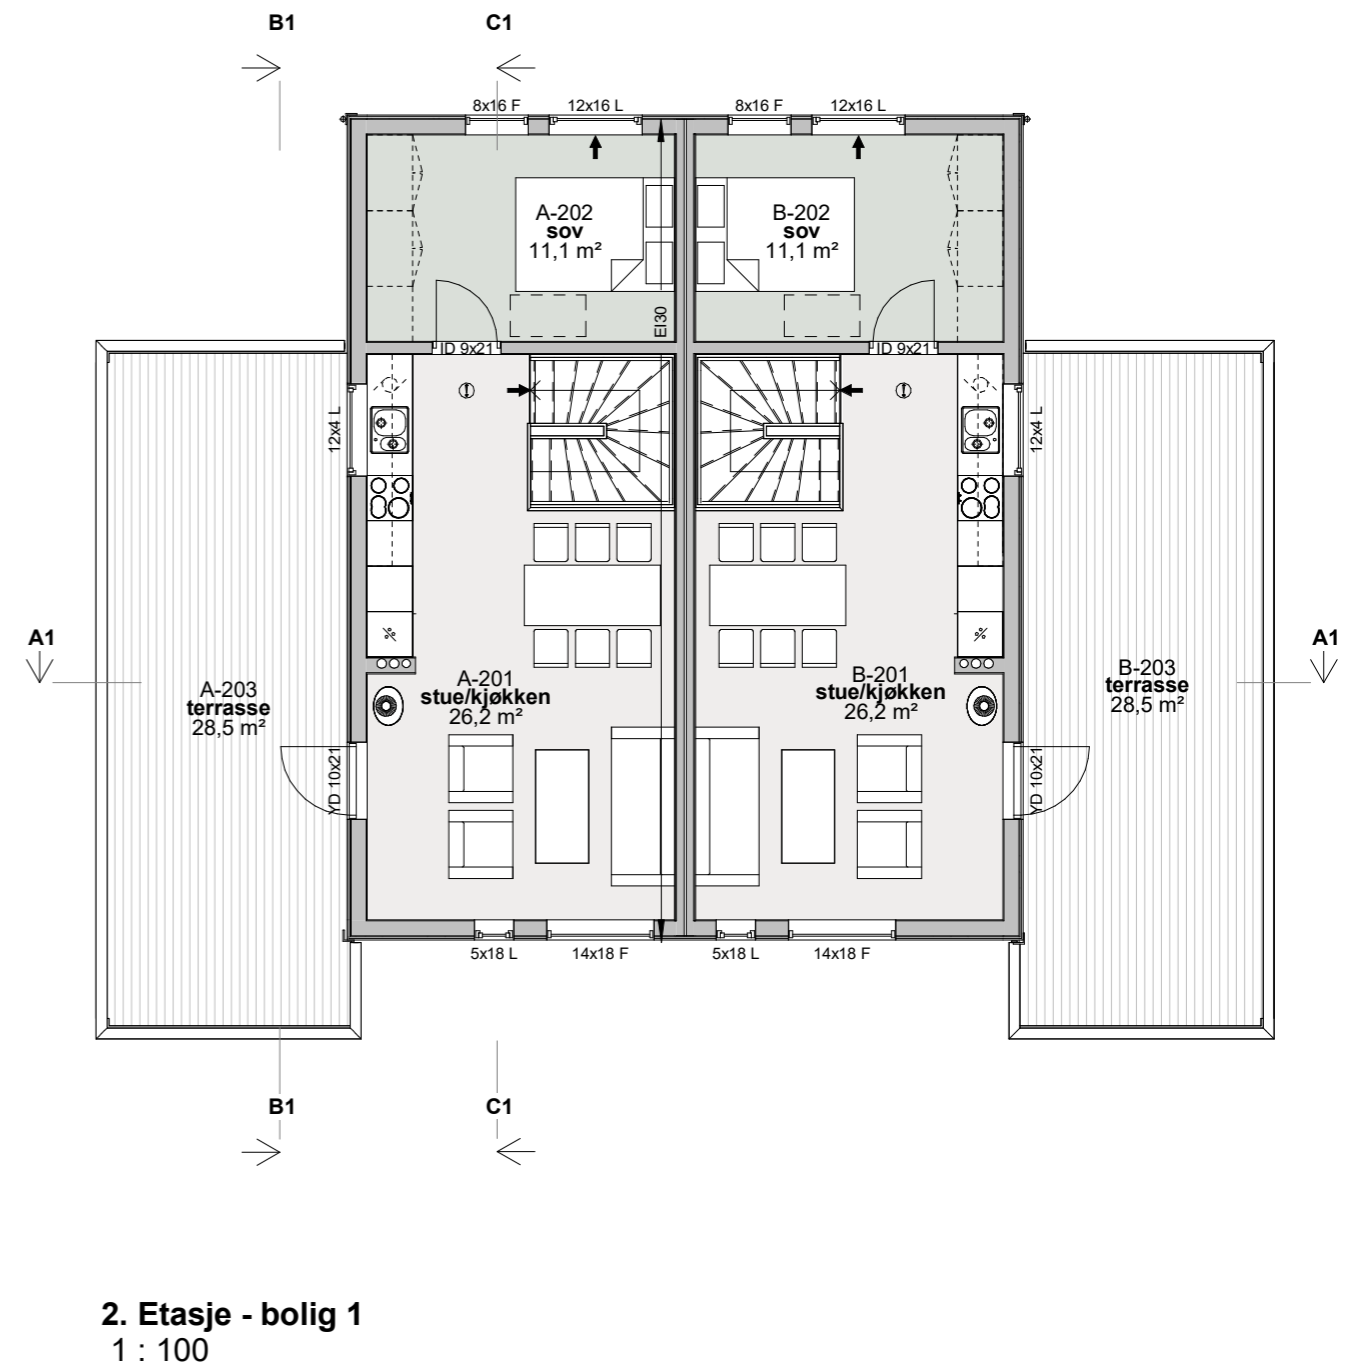 B1
C1
8x16 F
12x16 L
8x16 F
12x16 L
A-202
sov
11,1 m²
B-202
sov
11,1 m²
EI30
ID 9x21
ID 9x21
12x4 L
12x4 L
A1
A1
A-203
terrasse
28,5 m²
A-201
stue/kjøkken
26,2 m²
B-201
stue/kjøkken
26,2 m²
B-203
terrasse
28,5 m²
YD 10x21
YD 10x21
5x18 L
14x18 F
5x18 L
14x18 F
B1
C1
2. Etasje - bolig 1
1 : 100